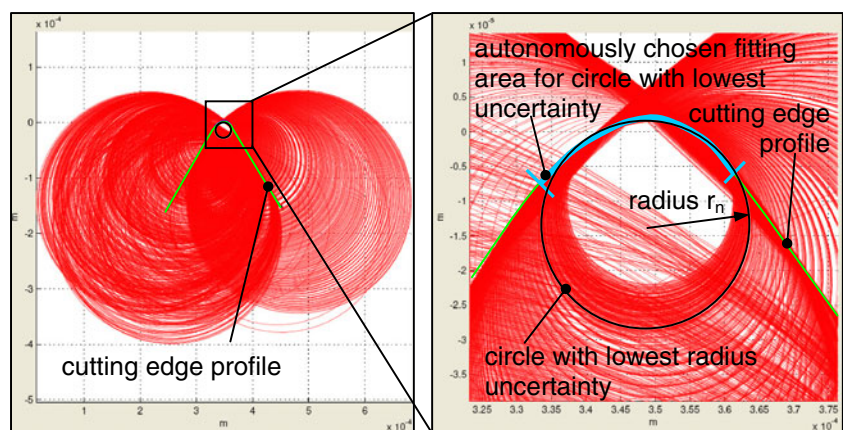 x 10⁻⁴
1
0
-1
-2
-3
-4
-5
m
cutting edge profile
1
2
3
4
5
6
m
x 10⁻⁴
x 10⁻⁵
1
0.5
0
-0.5
-1
-1.5
-2
-2.5
-3
-3.5
m
autonomously chosen fitting
area for circle with lowest
uncertainty
cutting edge
profile
radius rₙ
circle with lowest radius
uncertainty
3.25
3.3
3.35
3.4
3.45
3.5
3.55
3.6
3.65
3.7
3.75
m
x 10⁻⁴